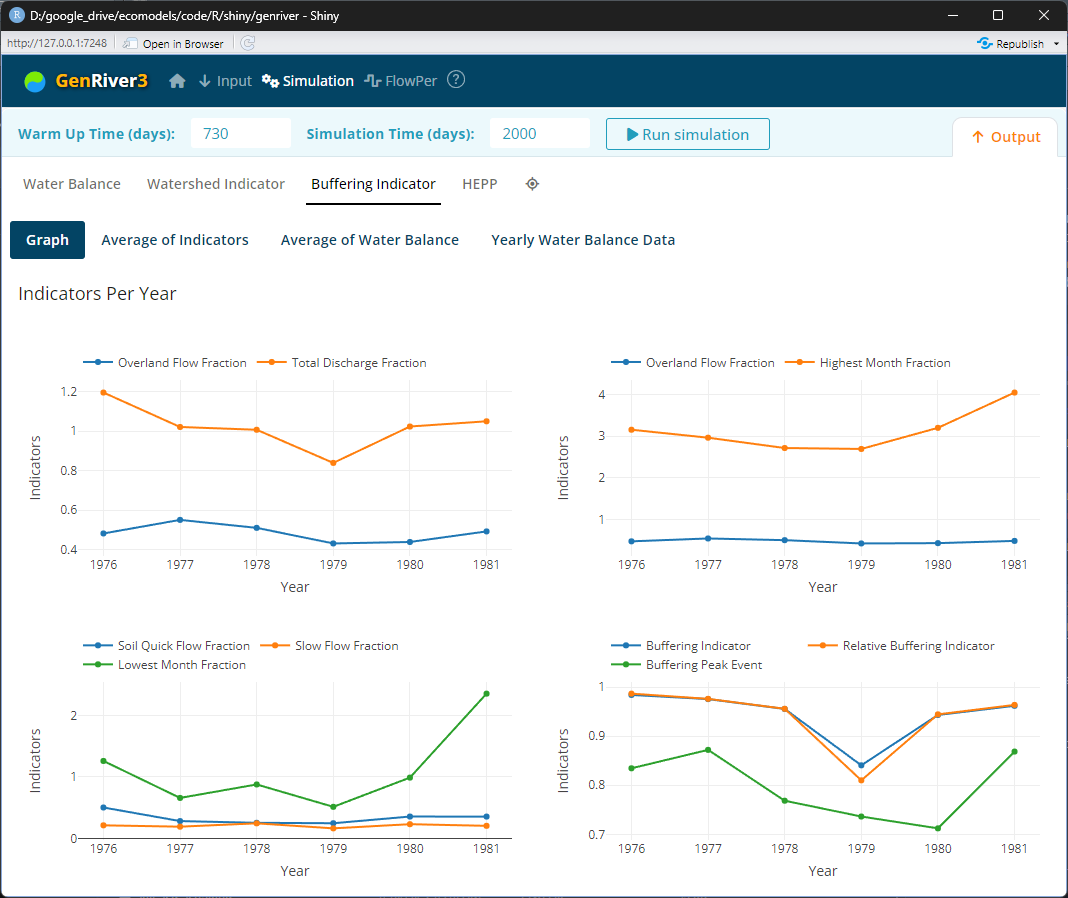 D:/google_drive/ecomodels/code/R/shiny/genriver - Shiny
http://127.0.0.1:7248 Open in Browser Republish
GenRiver3 Input Simulation FlowPer ?
Warm Up Time (days): 730 Simulation Time (days): 2000 Run simulation Output
Water Balance Watershed Indicator Buffering Indicator HEPP
Graph Average of Indicators Average of Water Balance Yearly Water Balance Data
Indicators Per Year
Overland Flow Fraction Total Discharge Fraction
Indicators
1.2
1
0.8
0.6
0.4
1976 1977 1978 1979 1980 1981
Year
Overland Flow Fraction Highest Month Fraction
Indicators
4
3
2
1
1976 1977 1978 1979 1980 1981
Year
Soil Quick Flow Fraction Slow Flow Fraction
Lowest Month Fraction
Indicators
2
1
0
1976 1977 1978 1979 1980 1981
Year
Buffering Indicator Relative Buffering Indicator
Buffering Peak Event
Indicators
1
0.9
0.8
0.7
1976 1977 1978 1979 1980 1981
Year